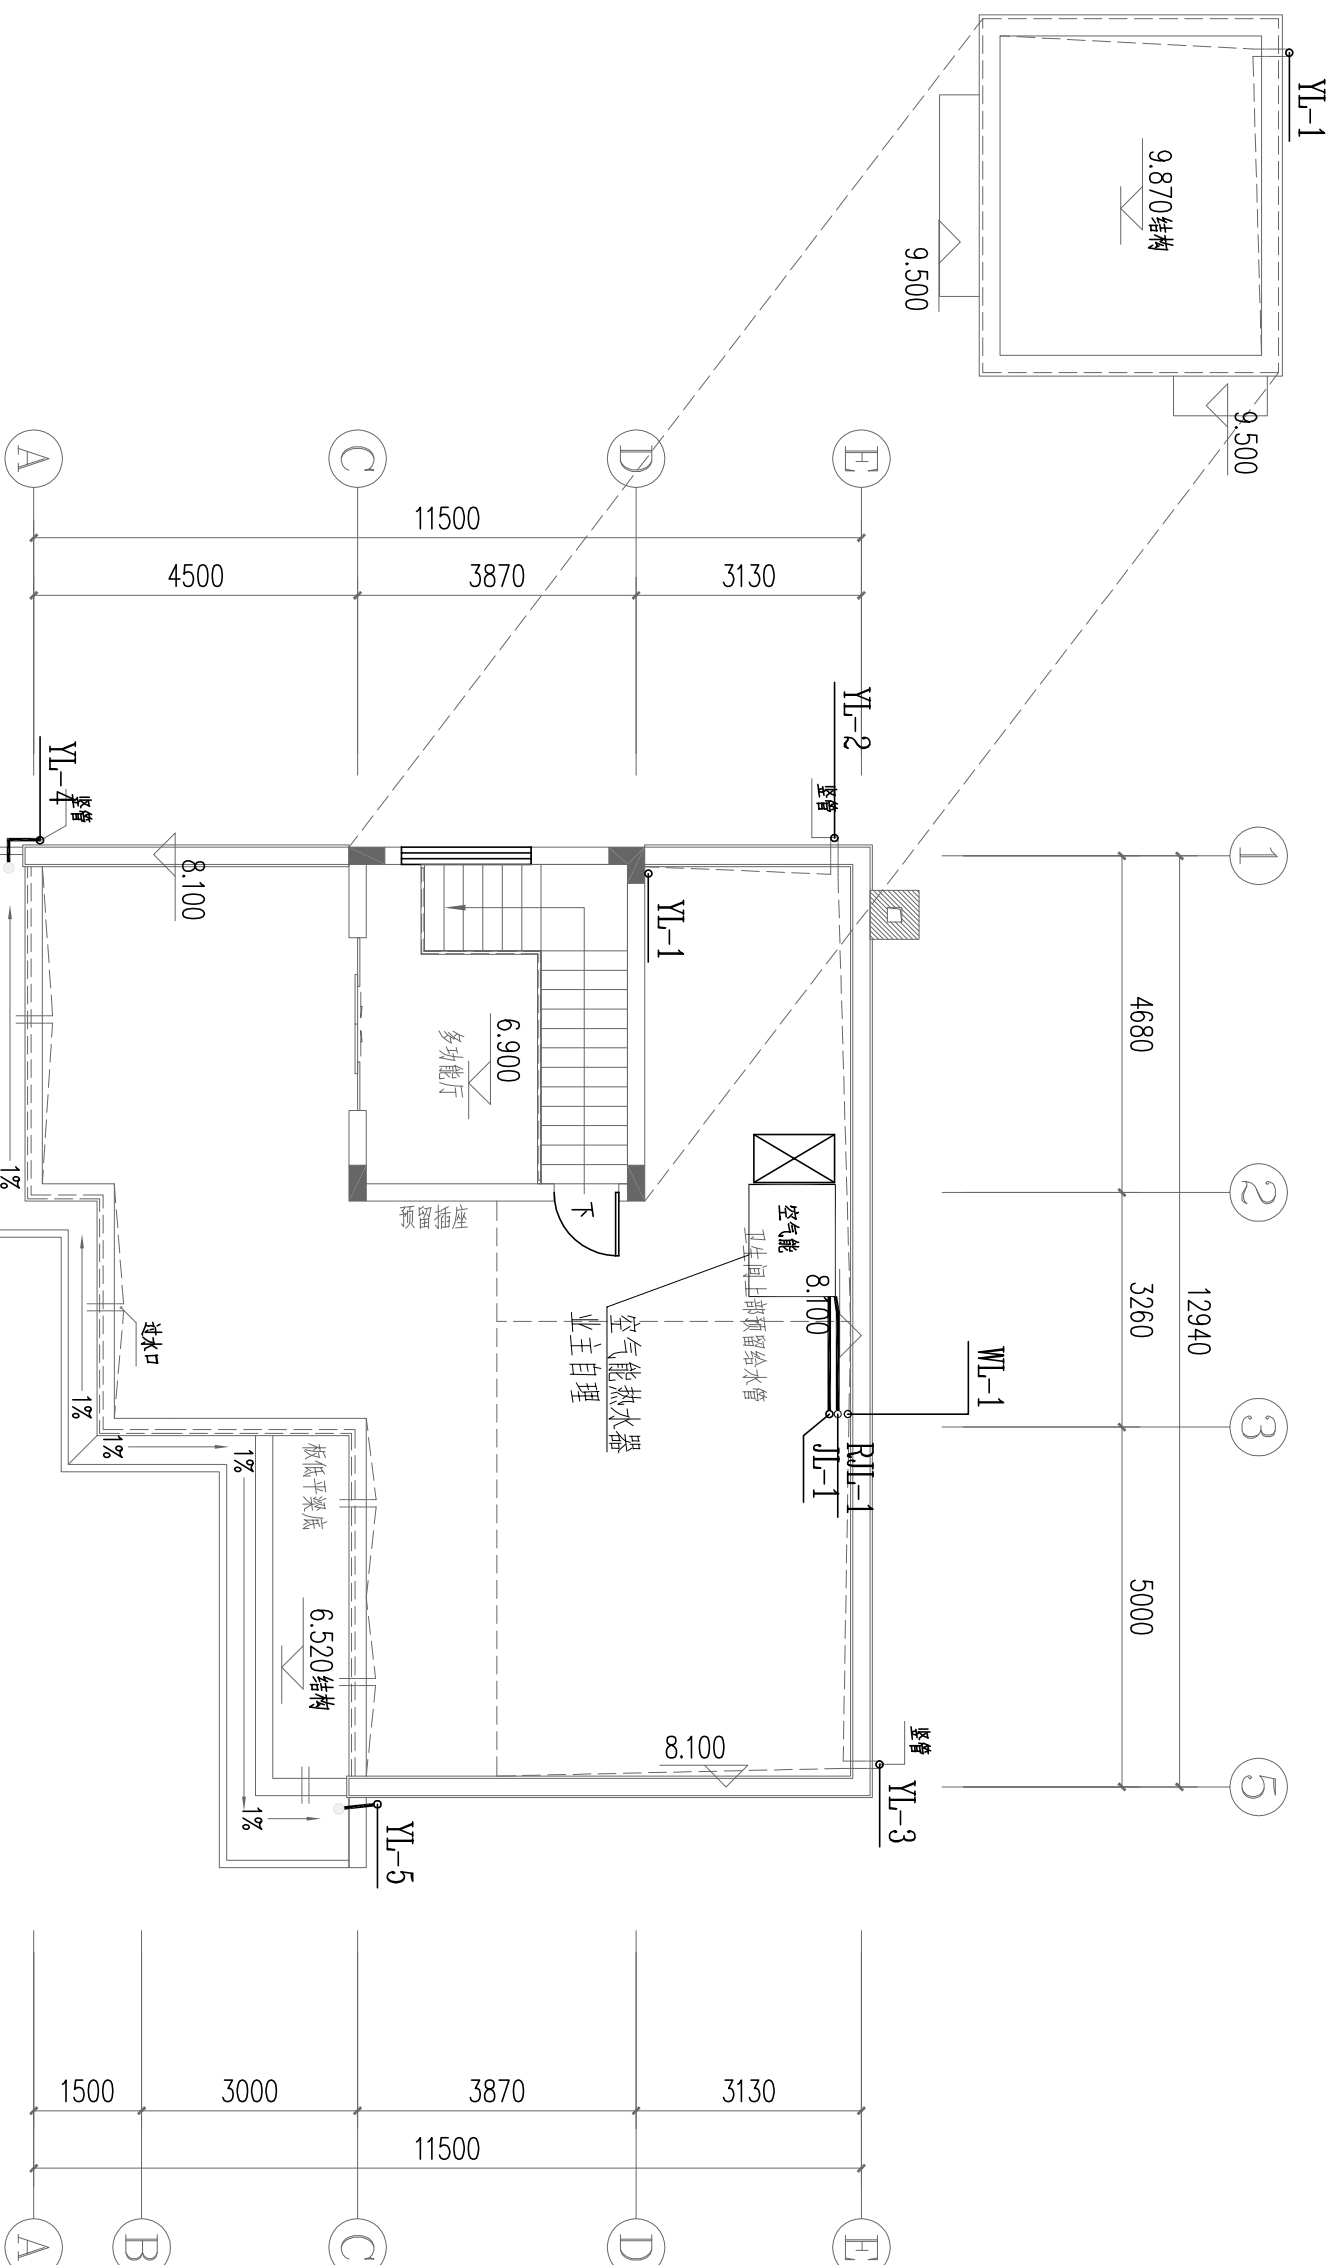 YL-1
9.870结构
9.500
9.500
A
C
D
E
11500
4500
3870
3130
YL-2
竖管
YL-4
竖管
8.100
YL-1
1
4680
12940
6.900
多功能厅
1%
2
下
预留插座
空气能
卫生间上部预留给水管
8.100
3260
空气能热水器
业主自理
过水口
WL-1
RJL-1
JL-1
3
1%
1%
1%
板低平梁底
5000
6.520结构
8.100
竖管
YL-3
5
1%
YL-5
1500
3000
3870
3130
11500
A
B
C
D
E